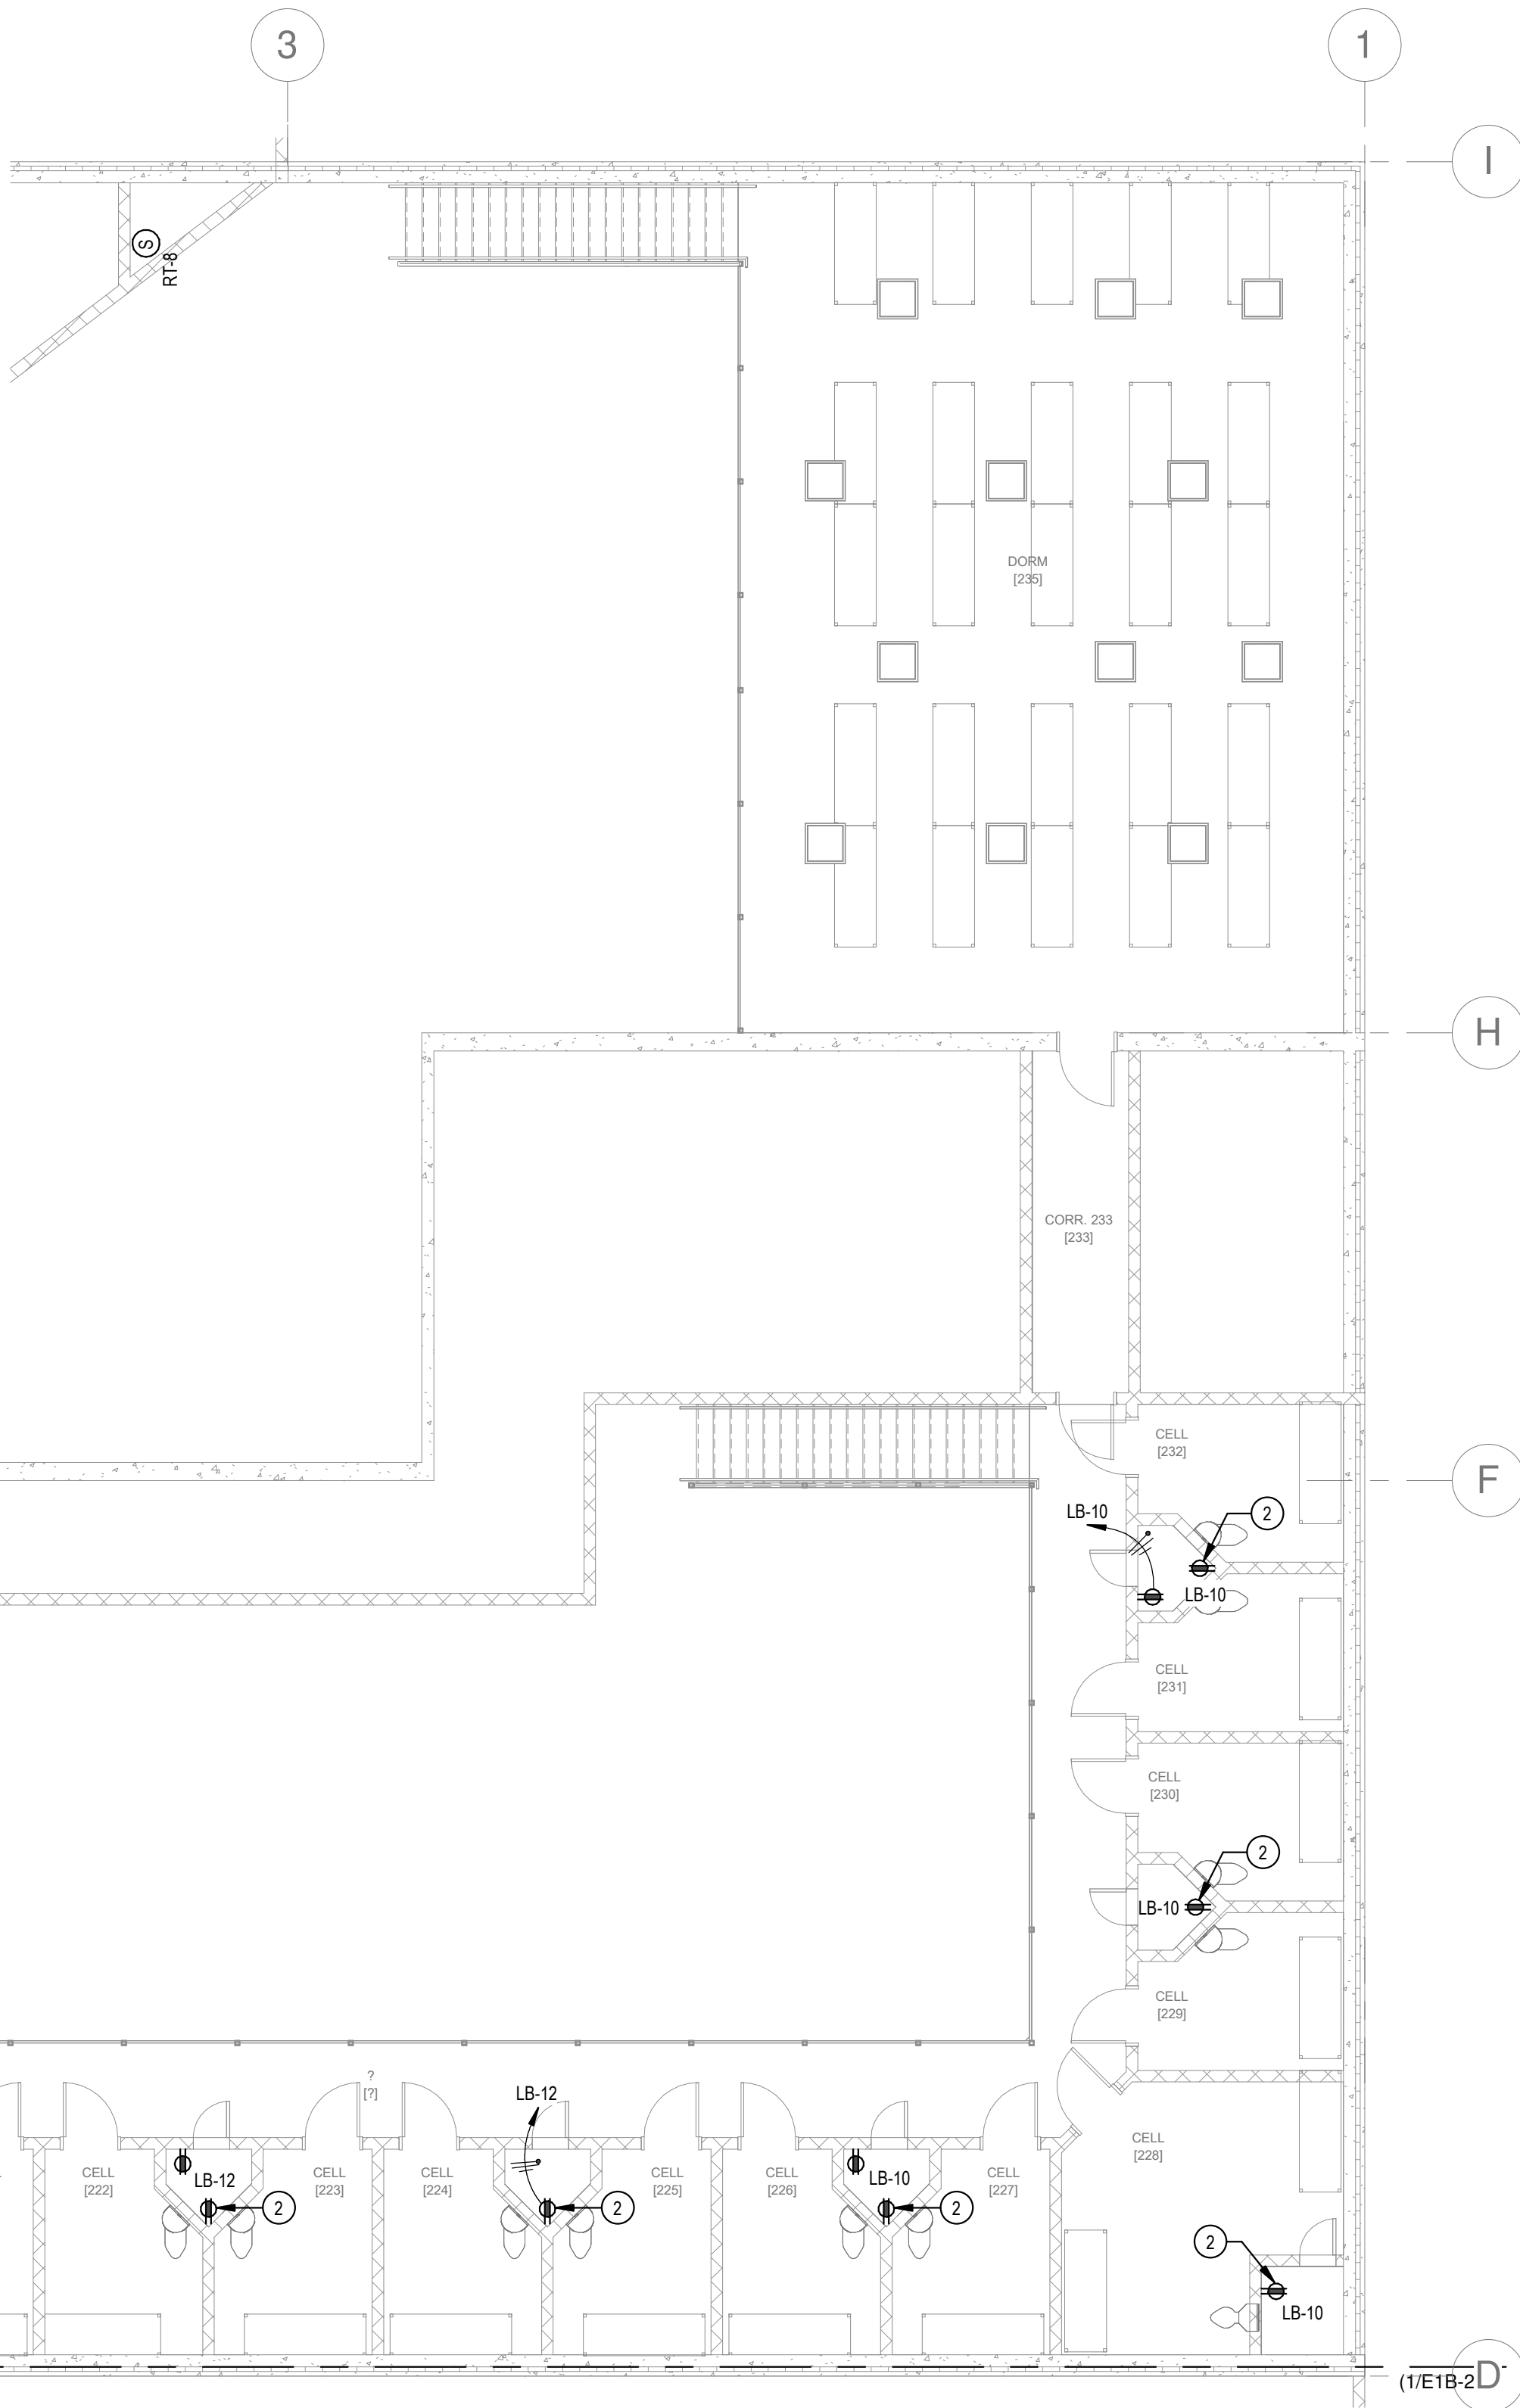 3
1
I
S
RT-8
DORM
[235]
H
CORR. 233
[233]
CELL
[232]
F
LB-10
2
LB-10
CELL
[231]
CELL
[230]
2
LB-10
CELL
[229]
?
[?]
LB-12
CELL
[228]
CELL
[222]
LB-12
CELL
[223]
CELL
[224]
CELL
[225]
CELL
[226]
LB-10
CELL
[227]
2
2
2
2
LB-10
D
(1/E1B-2